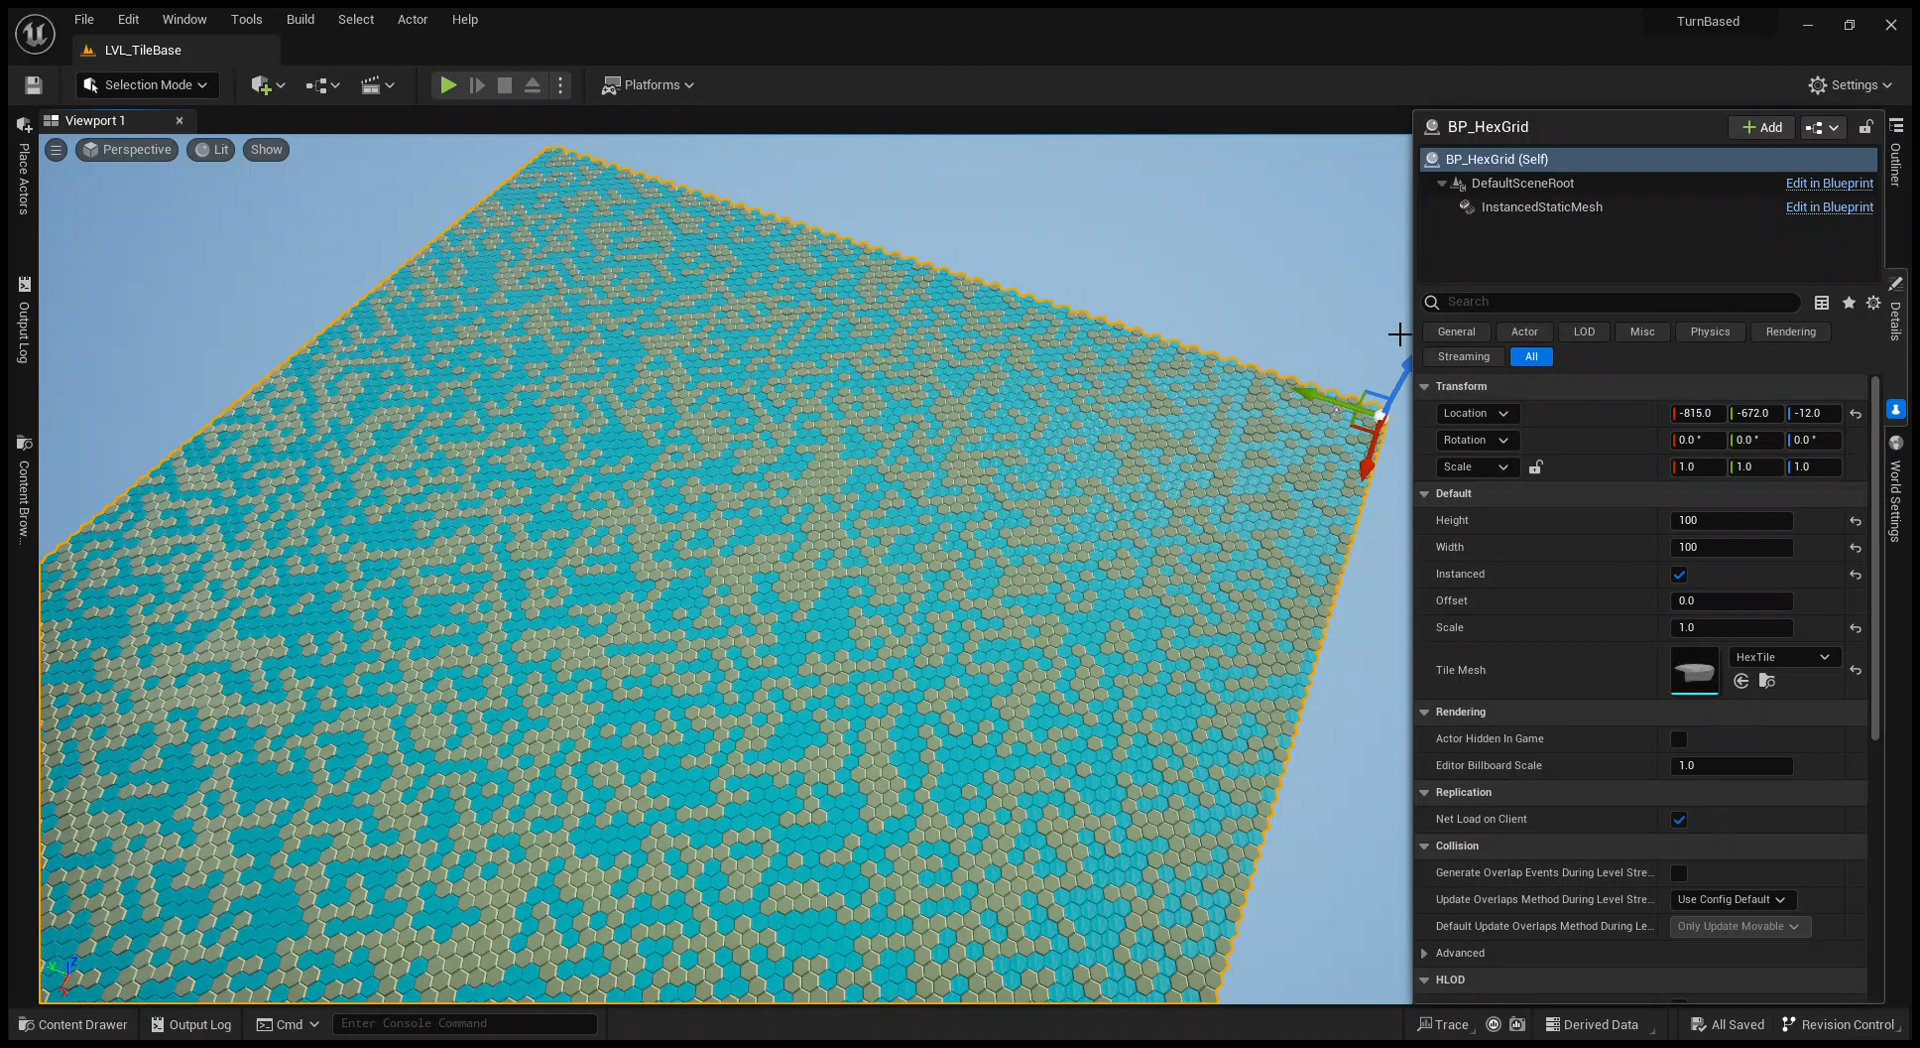 File Edit Window Tools Build Select Actor Help
TurnBased
LVL_TileBase
Selection Mode
Platforms
Settings
Viewport 1
Perspective Lit Show
Place Actors
Output Log
Content Brow...
BP_HexGrid
Add
BP_HexGrid (Self)
DefaultSceneRoot Edit in Blueprint
InstancedStaticMesh Edit in Blueprint
Search
General Actor LOD Misc Physics Rendering
Streaming All
Transform
Location -815.0 -672.0 -12.0
Rotation 0.0 ° 0.0 ° 0.0 °
Scale 1.0 1.0 1.0
Default
Height 100
Width 100
Instanced
Offset 0.0
Scale 1.0
Tile Mesh HexTile
Rendering
Actor Hidden In Game
Editor Billboard Scale 1.0
Replication
Net Load on Client
Collision
Generate Overlap Events During Level Stre...
Update Overlaps Method During Level Stre... Use Config Default
Default Update Overlaps Method During Le... Only Update Movable
Advanced
HLOD
Outliner
Details
World Settings
Z
Y
X
Content Drawer Output Log Cmd Enter Console Command
Trace Derived Data All Saved Revision Control